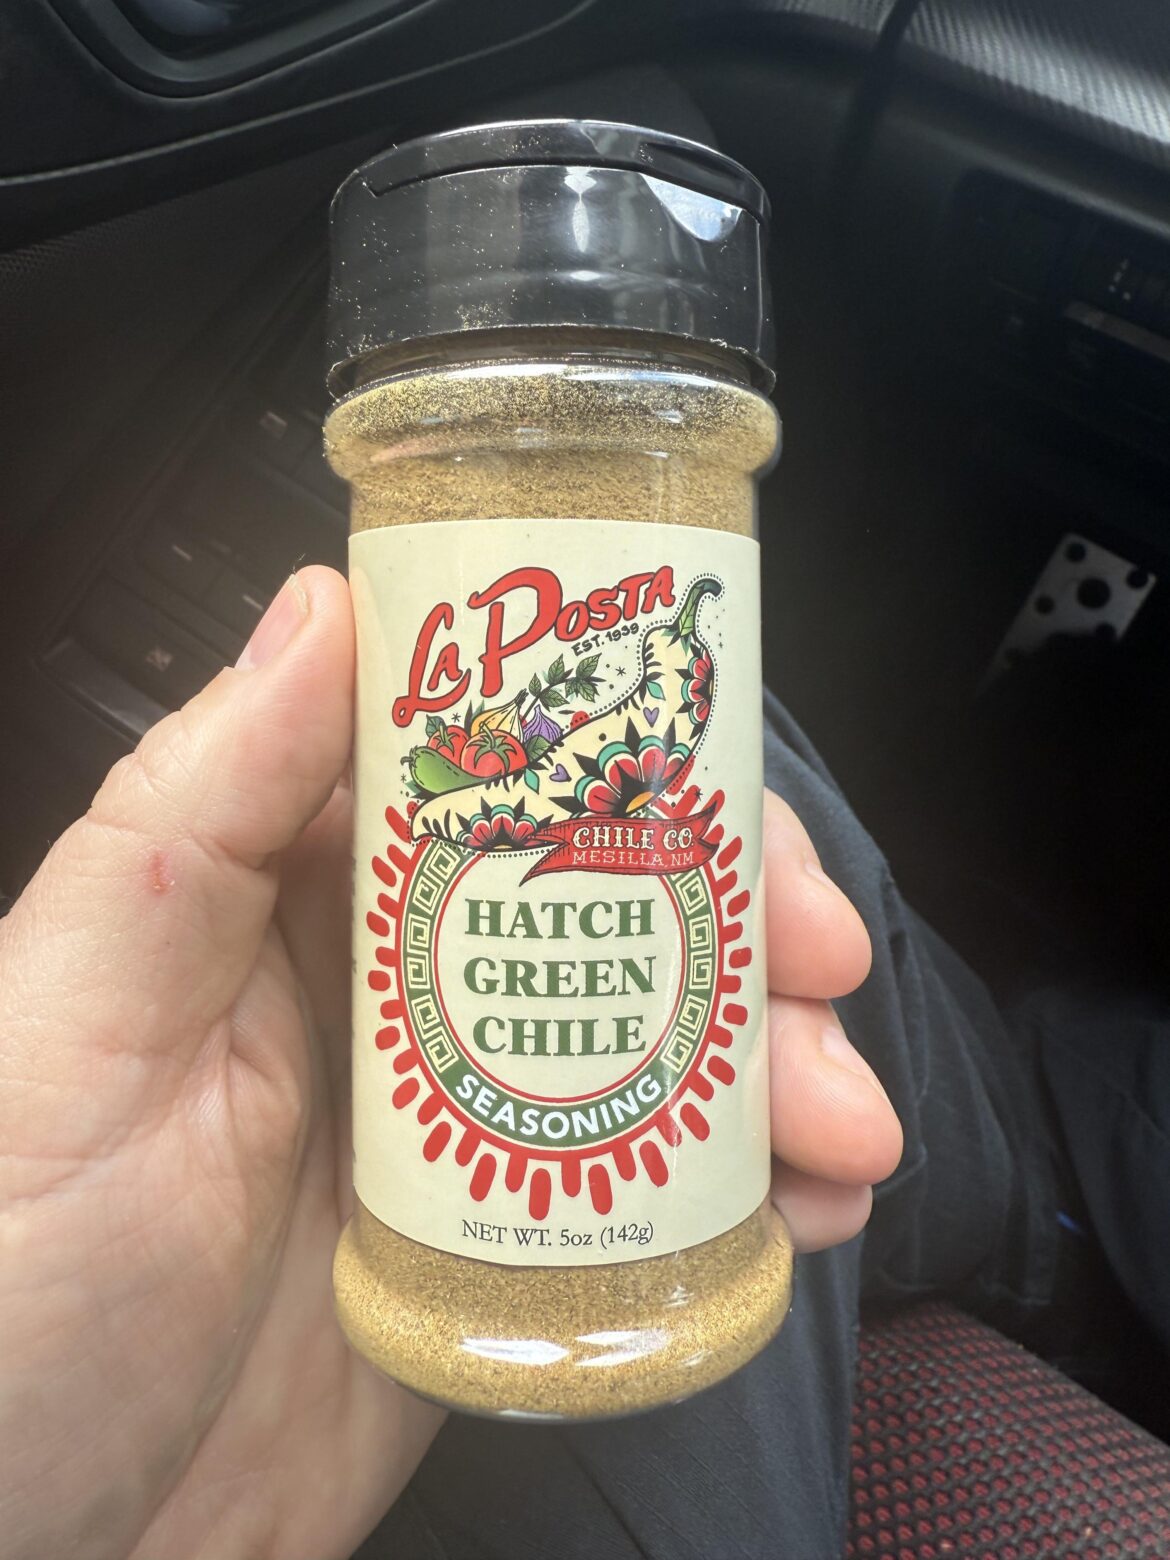 La Posta
EST. 1939
CHILE CO.
MESILLA, NM
HATCH
GREEN
CHILE
SEASONING
NET WT. 5oz (142g)